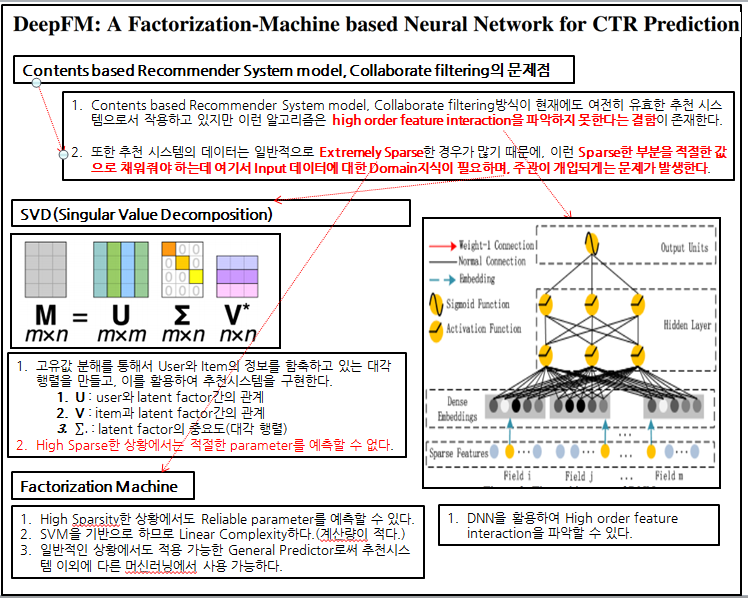 DeepFM: A Factorization-Machine based Neural Network for CTR Prediction
Contents based Recommender System model, Collaborate filtering의 문제점
1. Contents based Recommender System model, Collaborate filtering방식이 현재에도 여전히 유효한 추천 시스
템으로서 작용하고 있지만 이런 알고리즘은 high order feature interaction을 파악하지 못한다는 결함이 존재한다.
2. 또한 추천 시스템의 데이터는 일반적으로 Extremely Sparse한 경우가 많기 때문에, 이런 Sparse한 부분을 적절한 값
으로 채워줘야 하는데 여기서 Input 데이터에 대한 Domain지식이 필요하며, 주관이 개입되게는 문제가 발생한다.
SVD (Singular Value Decomposition)
0 0
0 0
0 0
0 0 0
M = U Σ V*
m×n m×m m×n n×n
1. 고유값 분해를 통해서 User와 Item의 정보를 함축하고 있는 대각
행렬을 만들고, 이를 활용하여 추천시스템을 구현한다.
1. U : user와 latent factor간의 관계
2. V : item과 latent factor간의 관계
3. Σ. : latent factor의 중요도(대각 행렬)
2. High Sparse한 상황에서는 적절한 parameter를 예측할 수 없다.
Factorization Machine
1. High Sparsity한 상황에서도 Reliable parameter를 예측할 수 있다.
2. SVM을 기반으로 하므로 Linear Complexity하다.(계산량이 적다.)
3. 일반적인 상황에서도 적용 가능한 General Predictor로써 추천시스
템 이외에 다른 머신러닝에서 사용 가능하다.
Weight-1 Connection
Normal Connection
Embedding
Sigmoid Function
Activation Function
Output Units
Hidden Layer
Dense
Embeddings
...
Sparse Features
...
Field i Field j ... Field m
1. DNN을 활용하여 High order feature
interaction을 파악할 수 있다.